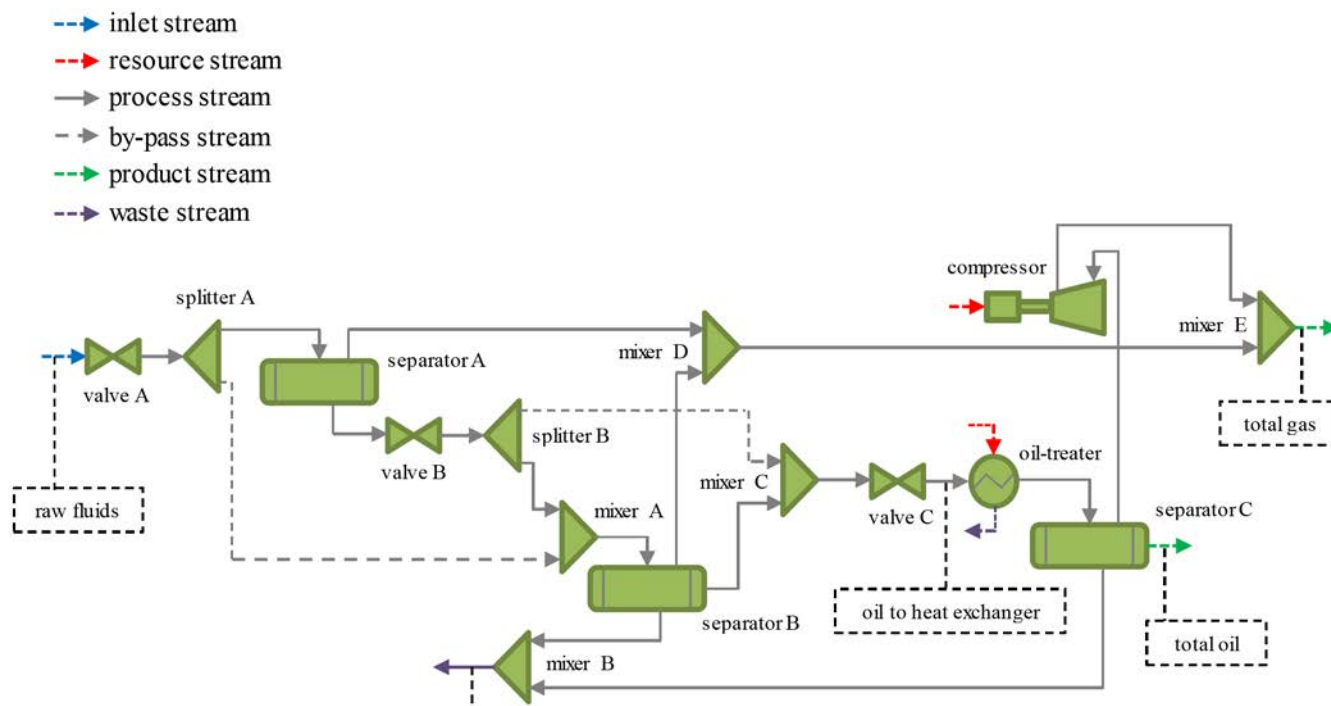 inlet stream
resource stream
process stream
by-pass stream
product stream
waste stream
compressor
splitter A
mixer E
mixer D
separator A
valve A
total gas
splitter B
oil-treater
valve B
mixer C
raw fluids
mixer A
valve C
separator C
oil to heat exchanger
separator B
total oil
mixer B